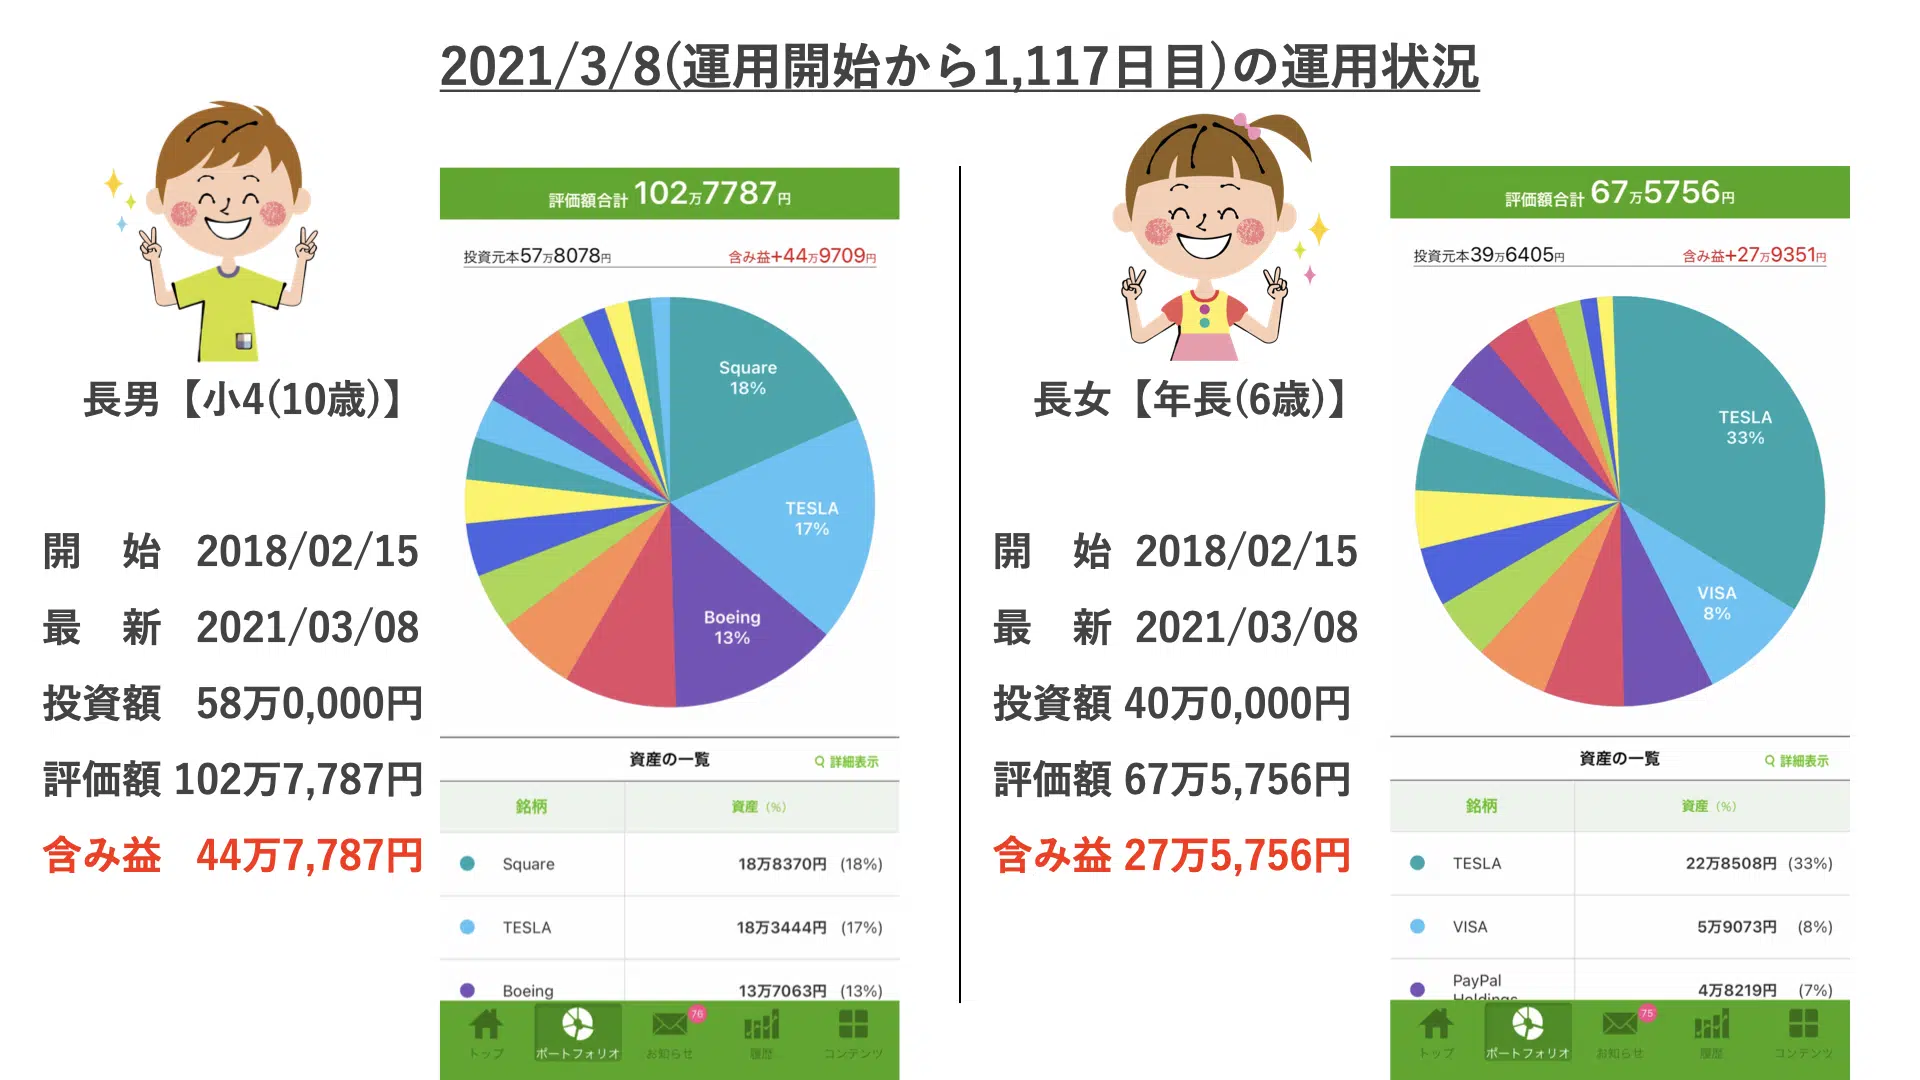 2021/3/8(運用開始から1,117日目)の運用状況
長男【小4(10歳)】
開　始 2018/02/15
最　新 2021/03/08
投資額 58万0,000円
評価額 102万7,787円
含み益 44万7,787円
評価額合計 102万7787円
投資元本57万8078円 含み益+44万9709円
Square
18%
TESLA
17%
Boeing
13%
資産の一覧 詳細表示
銘柄 資産 (%)
Square 18万8370円 (18%)
TESLA 18万3444円 (17%)
Boeing 13万7063円 (13%)
76
トップ ポートフォリオ お知らせ 履歴 コンテンツ
長女【年長(6歳)】
開　始 2018/02/15
最　新 2021/03/08
投資額 40万0,000円
評価額 67万5,756円
含み益 27万5,756円
評価額合計 67万5756円
投資元本39万6405円 含み益+27万9351円
TESLA
33%
VISA
8%
資産の一覧 詳細表示
銘柄 資産 (%)
TESLA 22万8508円 (33%)
VISA 5万9073円 (8%)
PayPal
Holdings 4万8219円 (7%)
75
トップ ポートフォリオ お知らせ 履歴 コンテンツ